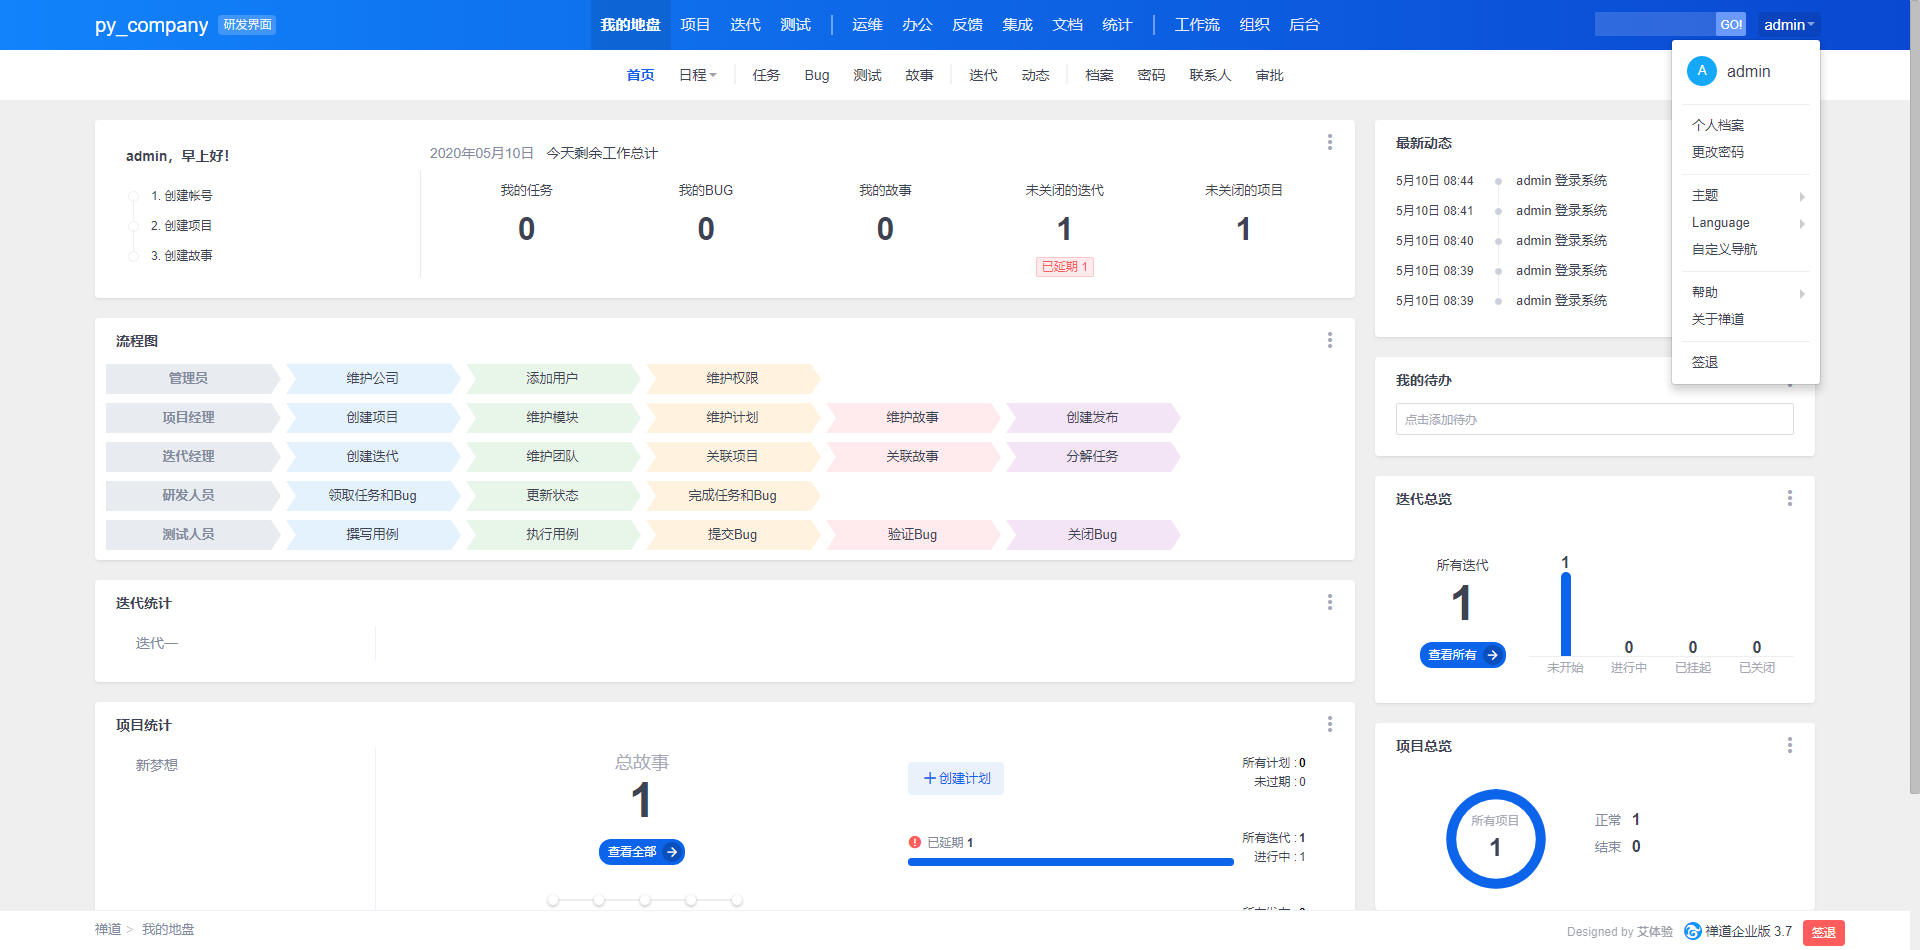 py_company 研发界面 我的地盘 项目 迭代 测试 运维 办公 反馈 集成 文档 统计 工作流 组织 后台 GO! admin
首页 日程 任务 Bug 测试 故事 迭代 动态 档案 密码 联系人 审批
A admin
个人档案
更改密码
主题
Language
自定义导航
帮助
关于禅道
签退
admin，早上好！
1. 创建帐号
2. 创建项目
3. 创建故事
2020年05月10日 今天剩余工作总计
我的任务 我的BUG 我的故事 未关闭的迭代 未关闭的项目
0 0 0 1 1
已延期 1
最新动态
5月10日 08:44 admin 登录系统
5月10日 08:41 admin 登录系统
5月10日 08:40 admin 登录系统
5月10日 08:39 admin 登录系统
5月10日 08:39 admin 登录系统
流程图
管理员 维护公司 添加用户 维护权限
项目经理 创建项目 维护模块 维护计划 维护故事 创建发布
迭代经理 创建迭代 维护团队 关联项目 关联故事 分解任务
研发人员 领取任务和Bug 更新状态 完成任务和Bug
测试人员 撰写用例 执行用例 提交Bug 验证Bug 关闭Bug
我的待办
点击添加待办
迭代统计
迭代一
迭代总览
所有迭代
1
查看所有
1 0 0 0
未开始 进行中 已挂起 已关闭
项目统计
新梦想
总故事
1
查看全部
创建计划
所有计划 : 0
未过期 : 0
已延期 1
所有迭代 : 1
进行中 : 1
项目总览
所有项目
1
正常 1
结束 0
禅道 > 我的地盘
Designed by 艾体验 禅道企业版 3.7 签退